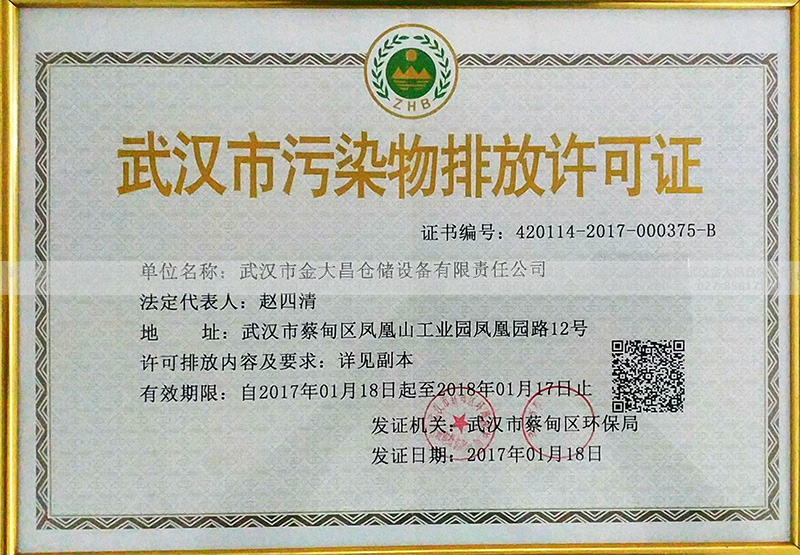 ZHB
武汉市污染物排放许可证
证书编号：420114-2017-000375-B
单位名称：武汉市金大昌仓储设备有限责任公司
法定代表人：赵四清
地　　址：武汉市蔡甸区凤凰山工业园凤凰园路12号
许可排放内容及要求：详见副本
有效期限：自2017年01月18日起至2018年01月17日止
发证机关：武汉市蔡甸区环保局
发证日期：2017年01月18日